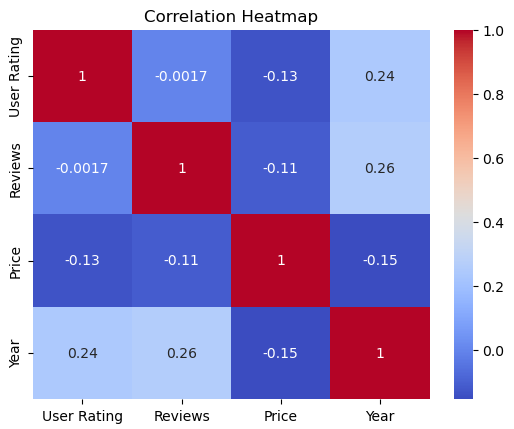 Correlation Heatmap
User Rating
1
-0.0017
-0.13
0.24
Reviews
-0.0017
1
-0.11
0.26
Price
-0.13
-0.11
1
-0.15
Year
0.24
0.26
-0.15
1
User Rating
Reviews
Price
Year
1.0
0.8
0.6
0.4
0.2
0.0